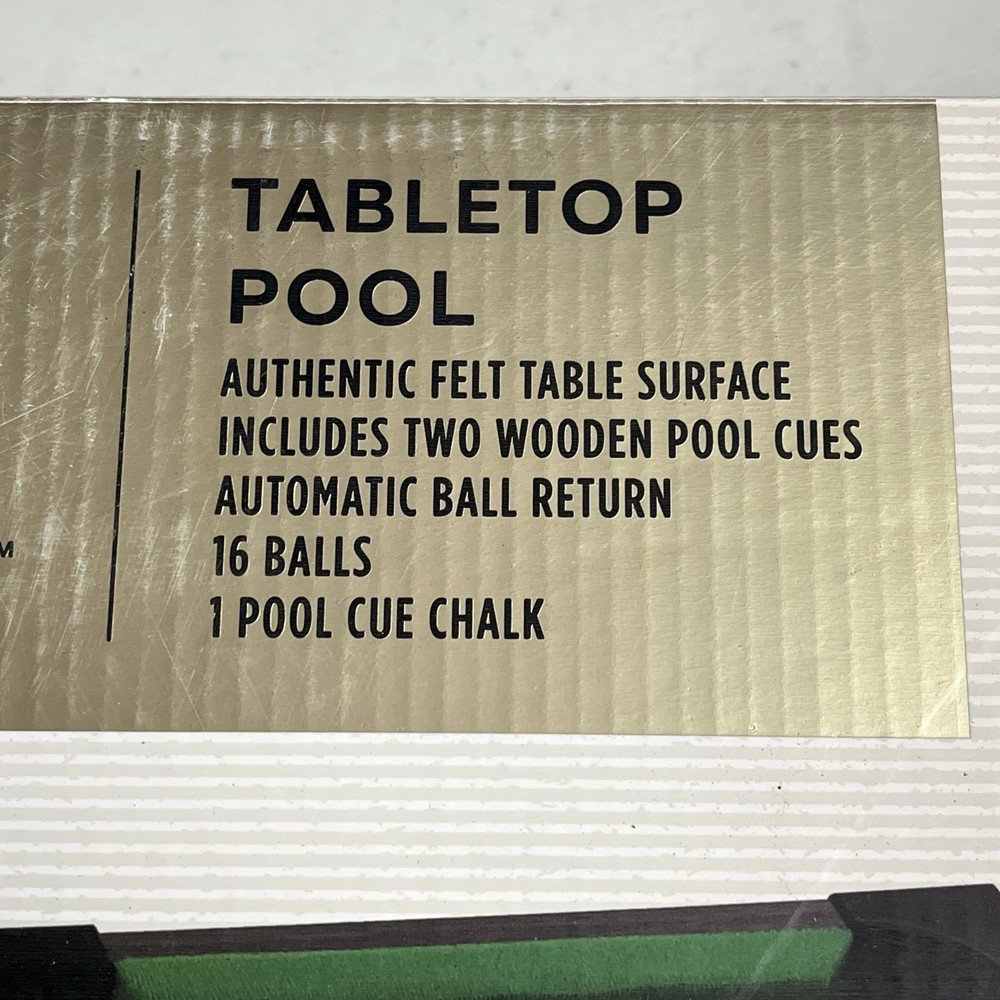 TABLETOP
POOL
AUTHENTIC FELT TABLE SURFACE
INCLUDES TWO WOODEN POOL CUES
AUTOMATIC BALL RETURN
16 BALLS
1 POOL CUE CHALK